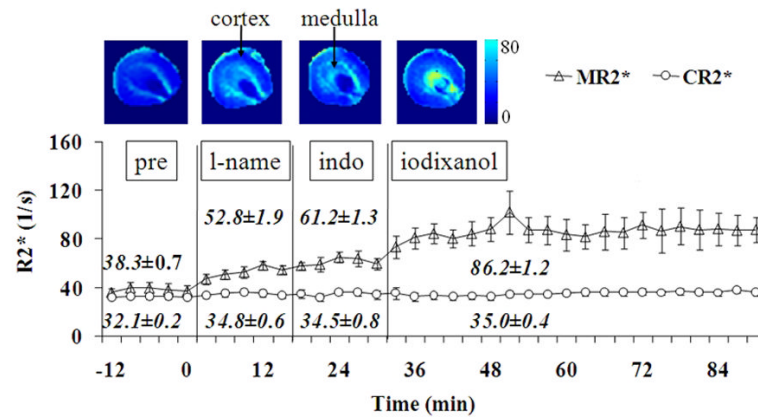 cortex medulla
80
0
MR2* CR2*
160
120
80
40
0
R2* (1/s)
pre l-name indo iodixanol
38.3±0.7 52.8±1.9 61.2±1.3 86.2±1.2
32.1±0.2 34.8±0.6 34.5±0.8 35.0±0.4
-12 0 12 24 36 48 60 72 84
Time (min)